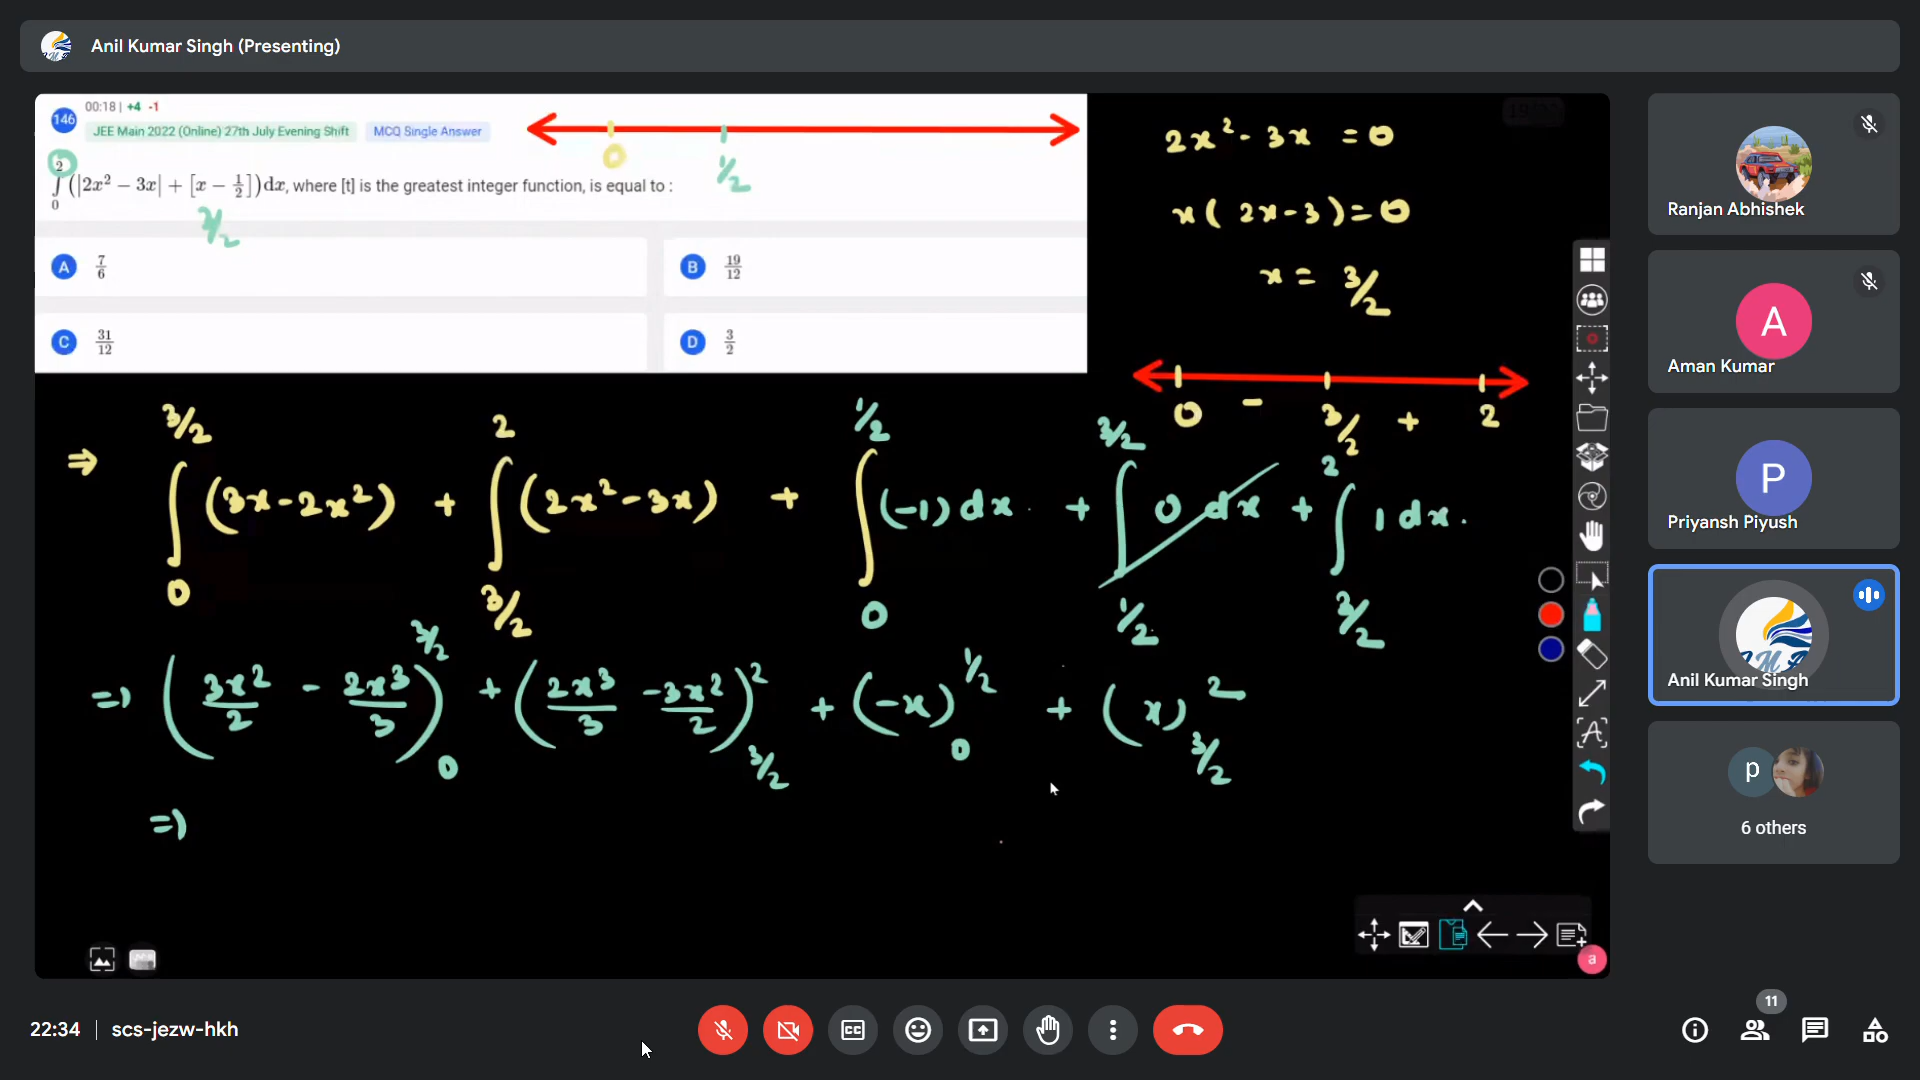 Anil Kumar Singh (Presenting)
146
00:18 | +4 -1
JEE Main 2022 (Online) 27th July Evening Shift MCQ Single Answer
0 1/2
∫₀² (|2x² − 3x| + [x − 1/2])dx, where [t] is the greatest integer function, is equal to :
A 7/6
B 19/12
C 31/12
D 3/2
2x² - 3x = 0
x( 2x-3 )=0
x = 3/2
0 - 3/2 + 2
⇒ ∫₀^{3/2} (3x-2x²) + ∫_{3/2}^2 (2x²-3x) + ∫₀^{1/2} (-1) dx + ∫_{1/2}^{3/2} 0 dx + ∫_{3/2}^2 1 dx.
=) (3x²/2 - 2x³/3)₀^{3/2} + (2x³/3 - 3x²/2)_{3/2}^2 + (-x)₀^{1/2} + (x)_{3/2}^2
=)
Ranjan Abhishek
A
Aman Kumar
P
Priyansh Piyush
Anil Kumar Singh
p
6 others
a
22:34 | scs-jezw-hkh
CC
11